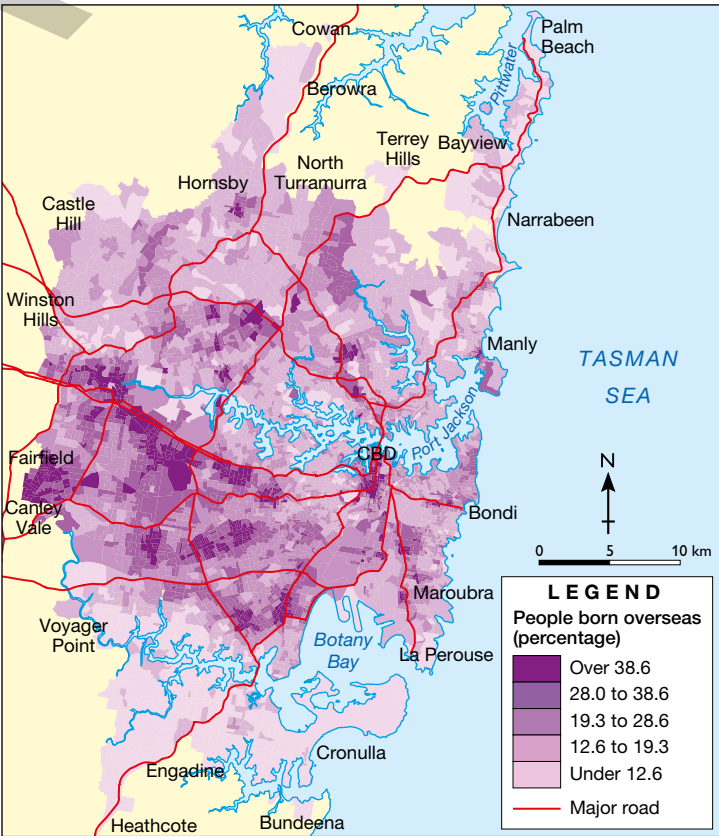 Cowan
Palm
Beach
Pittwater
Berowra
Terrey
Hills
Bayview
North
Turramurra
Hornsby
Castle
Hill
Narrabeen
Winston
Hills
Manly
TASMAN
SEA
Port Jackson
CBD
Fairfield
N
Canley
Vale
Bondi
0 5 10 km
LEGEND
People born overseas
(percentage)
Over 38.6
28.0 to 38.6
19.3 to 28.6
12.6 to 19.3
Under 12.6
Major road
Maroubra
Voyager
Point
Botany
Bay
La Perouse
Cronulla
Engadine
Heathcote
Bundeena